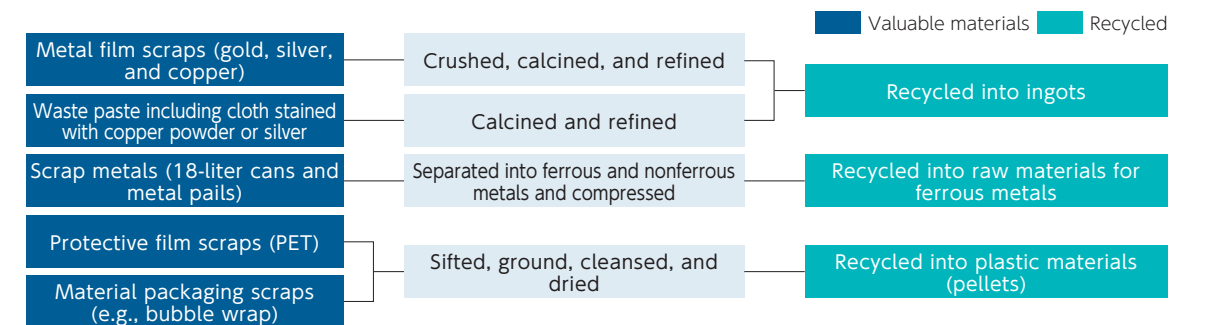 Valuable materials
Recycled
Metal film scraps (gold, silver,
and copper)
Crushed, calcined, and refined
Recycled into ingots
Waste paste including cloth stained
with copper powder or silver
Calcined and refined
Scrap metals (18-liter cans and
metal pails)
Separated into ferrous and nonferrous
metals and compressed
Recycled into raw materials for
ferrous metals
Protective film scraps (PET)
Sifted, ground, cleansed, and
dried
Recycled into plastic materials
(pellets)
Material packaging scraps
(e.g., bubble wrap)